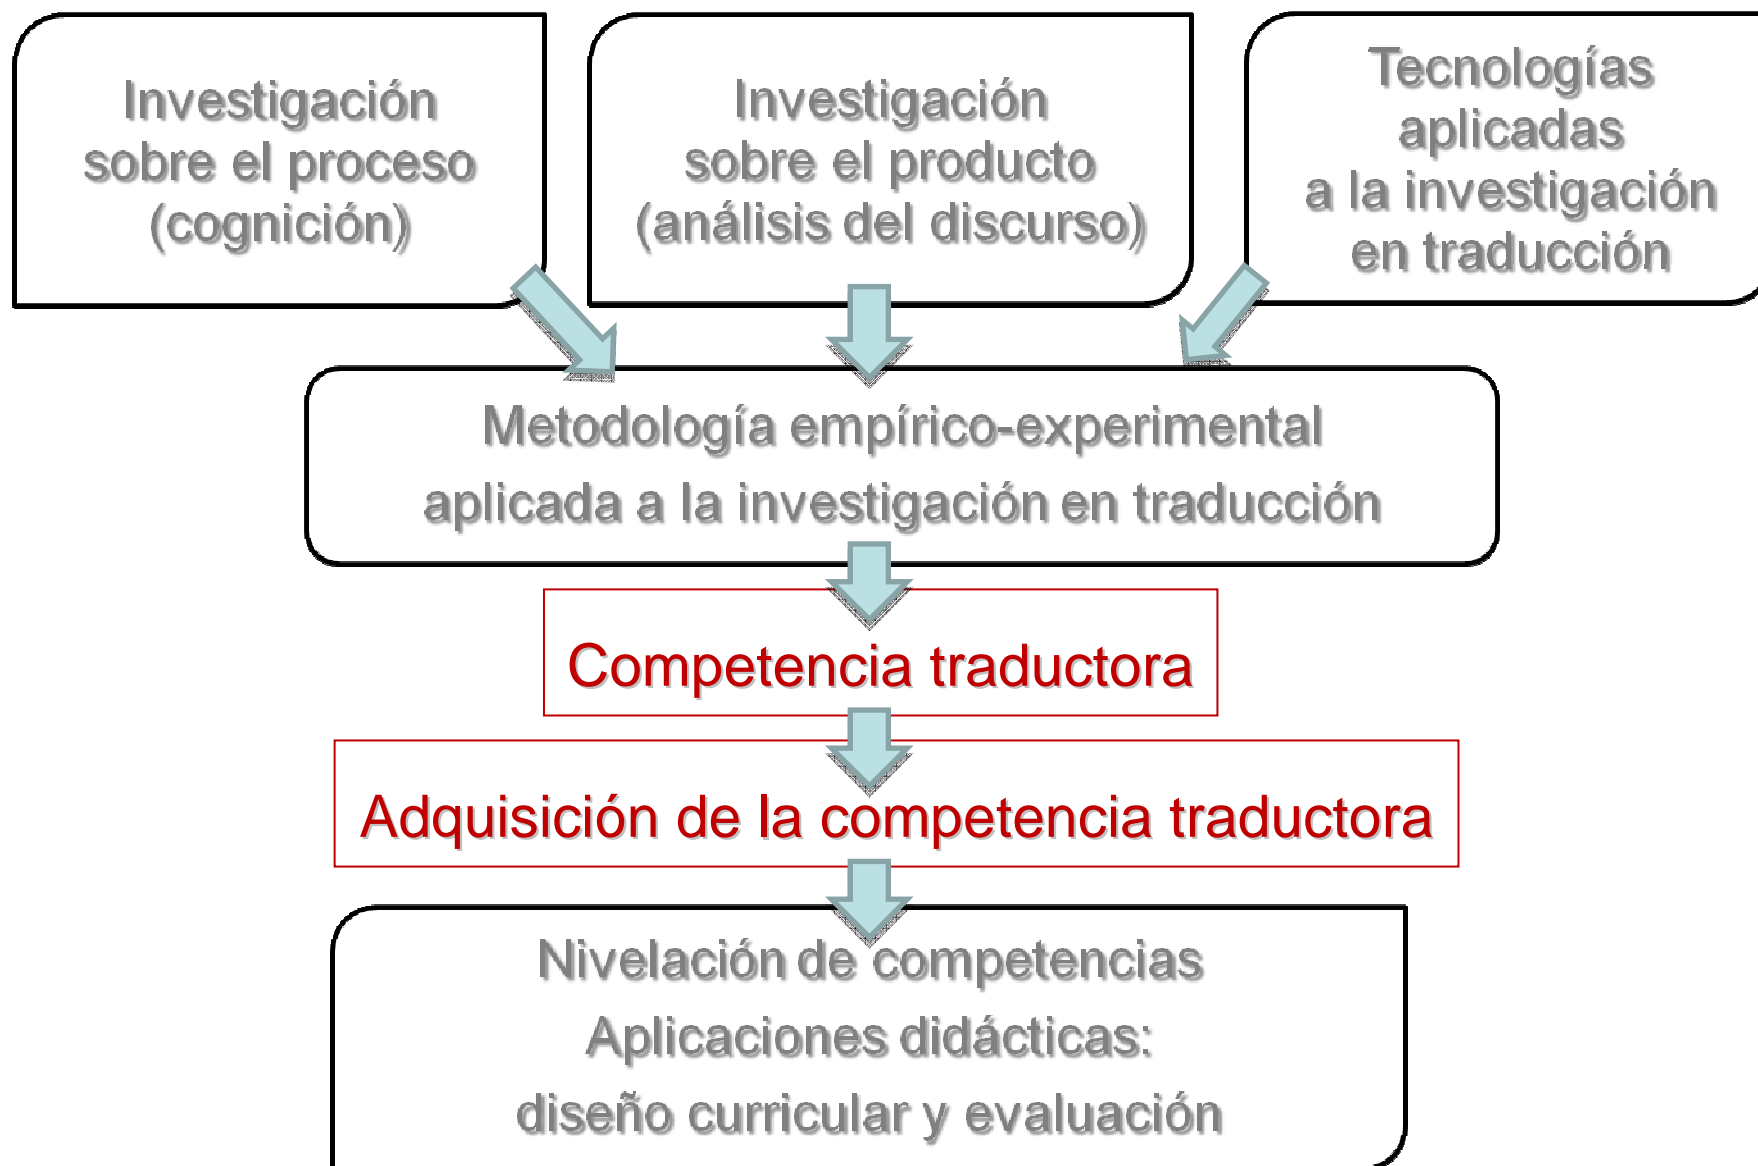 Investigación
sobre el proceso
(cognición)
Investigación
sobre el producto
(análisis del discurso)
Tecnologías
aplicadas
a la investigación
en traducción
Metodología empírico-experimental
aplicada a la investigación en traducción
Competencia traductora
Adquisición de la competencia traductora
Nivelación de competencias
Aplicaciones didácticas:
diseño curricular y evaluación